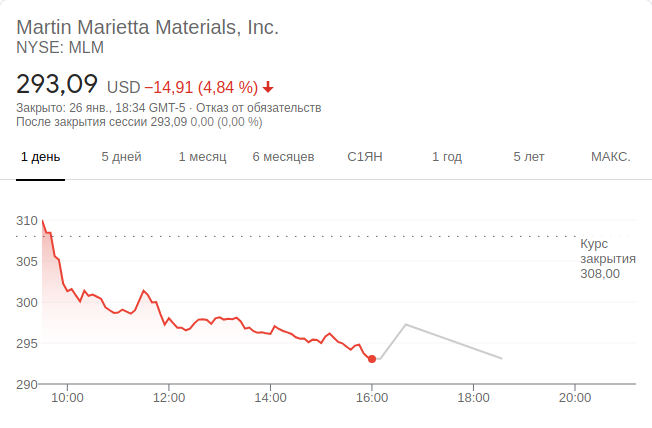 Martin Marietta Materials, Inc.
NYSE: MLM
293,09 USD −14,91 (4,84 %)
Закрыто: 26 янв., 18:34 GMT-5 · Отказ от обязательств
После закрытия сессии 293,09 0,00 (0,00 %)
1 день 5 дней 1 месяц 6 месяцев С1ЯН 1 год 5 лет МАКС.
310
Курс
закрытия
308,00
305
300
295
290
10:00 12:00 14:00 16:00 18:00 20:00